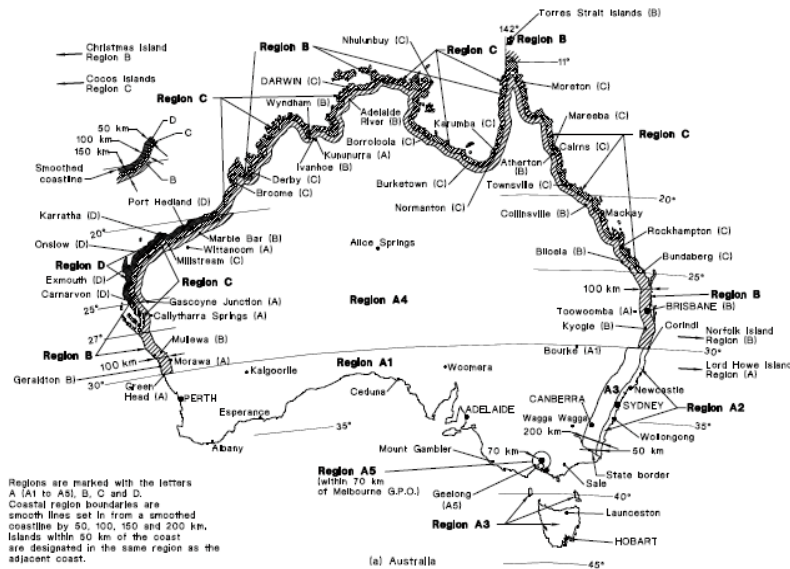 Torres Strait Islands (B)
142°
Region B
11°
Nhulunbuy (C)
Region B
Region C
Christmas Island
Region B
Cocos Islands
Region C
DARWIN (C)
Moreton (C)
Region C
Wyndham (B)
Adelaide
River (B)
Karumba (C)
Mareeba (C)
D
50 km
C
100 km
150 km
Borroloola (C)
Cairns (C)
Region C
Kununurra (A)
Ivanhoe (B)
Atherton
(B)
Smoothed
coastline
B
Derby (C)
Burketown (C)
Townsville (C)
Broome (C)
Normanton (C)
20°
Port Hedland (D)
Collinsville (B)
Mackay
Karratha (D)
20°
Marble Bar (B)
Rockhampton (C)
Onslow (D)
Wittanoom (A)
Alice Springs
Biloela (B)
Millstream (C)
Bundaberg (C)
Region D
25°
Exmouth (D)
Region C
100 km
Region B
Carnarvon (D)
Gascoyne Junction (A)
Region A4
BRISBANE (B)
25°
Callytharra Springs (A)
Toowoomba (A)
Kyogle (B)
Corindi
27°
Mullewa (B)
Norfolk Island
Region (B)
Region B
Bourke (A1)
30°
100 km
Morawa (A)
Region A1
Lord Howe Island
Region (A)
Geraldton B)
Kalgoorlie
Woomera
30°
Green
Head (A)
Ceduna
CANBERRA
A3
Newcastle
PERTH
Esperance
ADELAIDE
Wagga Wagga
SYDNEY
Region A2
35°
200 km
35°
Albany
Wollongong
Mount Gambler
70 km
50 km
State border
Region A5
(within 70 km
of Melbourne G.P.O.)
Sale
Geelong
(A5)
40°
Regions are marked with the letters
A (A1 to A5), B, C and D.
Coastal region boundaries are
smooth lines set in from a smoothed
coastline by 50, 100, 150 and 200 km.
Islands within 50 km of the coast
are designated in the same region as the
adjacent coast.
Launceston
Region A3
HOBART
(a) Australia
45°